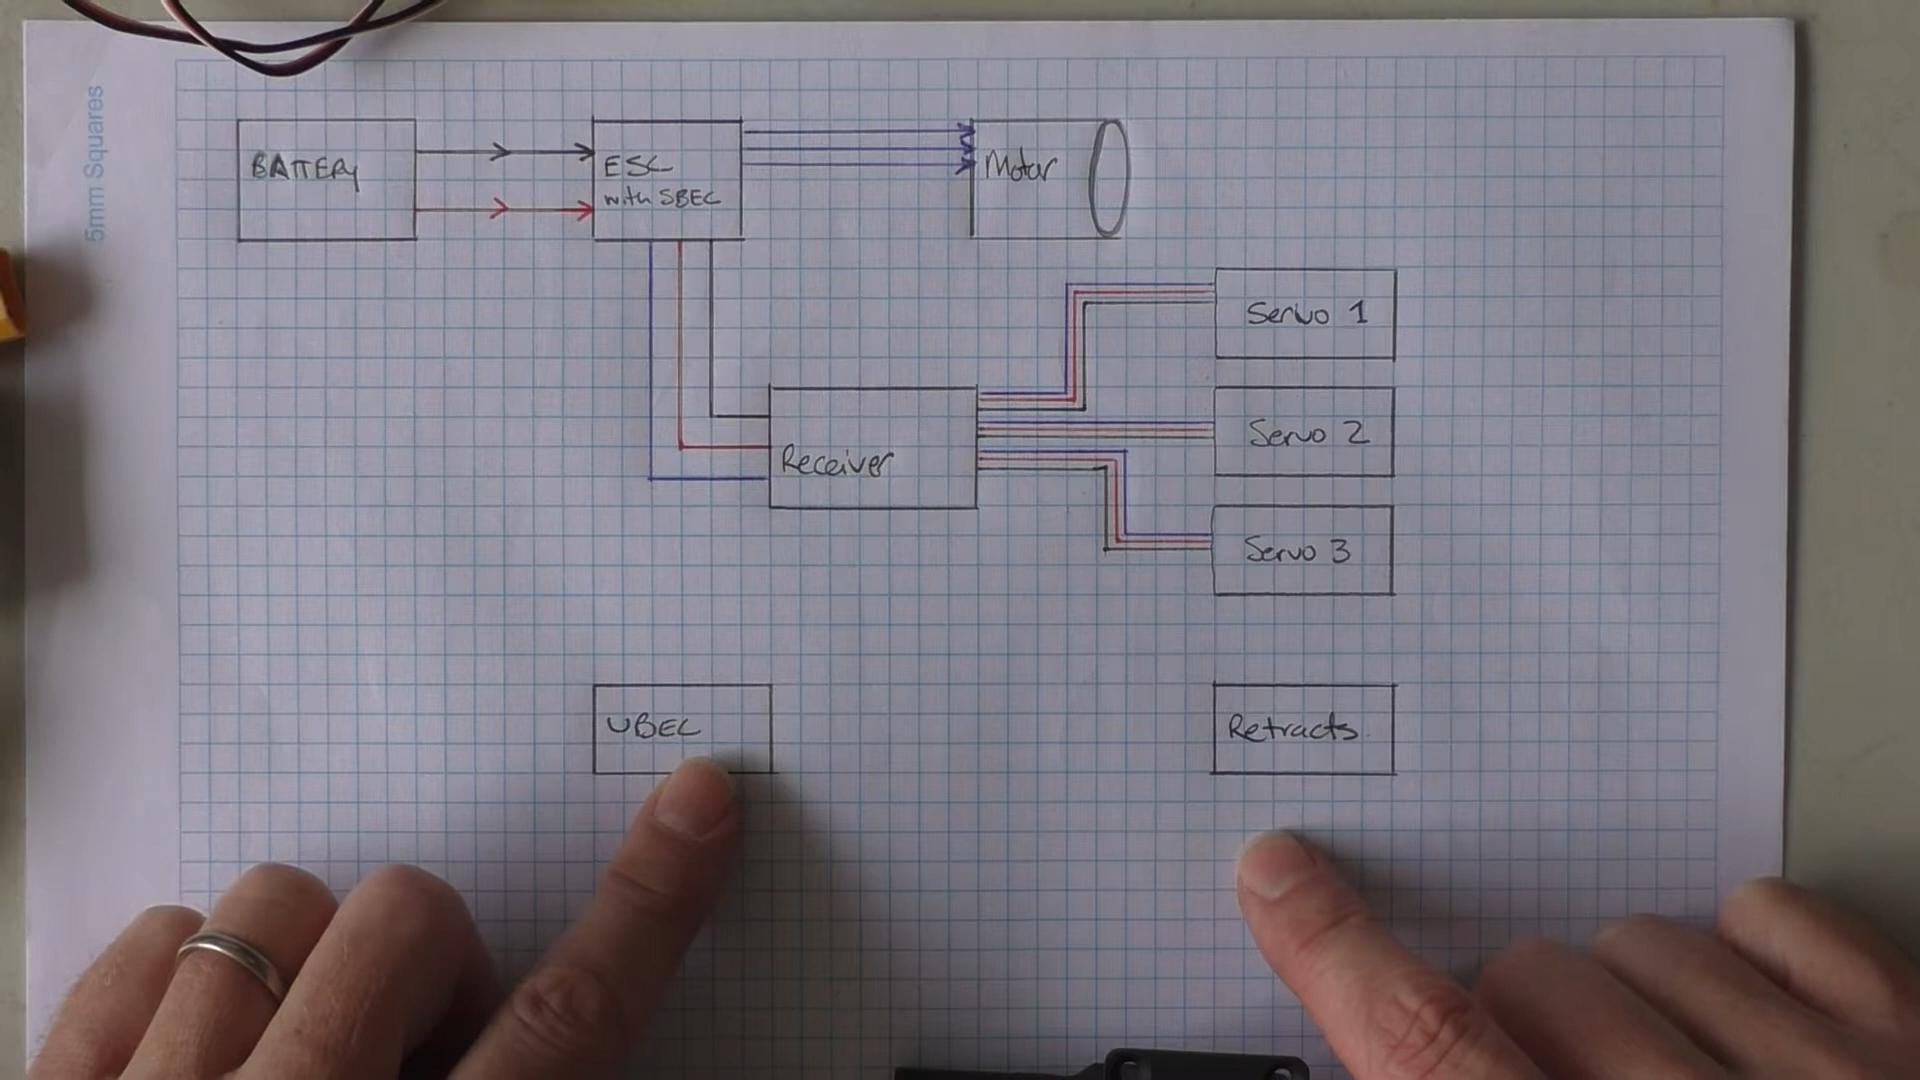 5mm Squares
BATTERY
ESC
with SBEC
Motor
Servo 1
Receiver
Servo 2
Servo 3
UBEC
Retracts